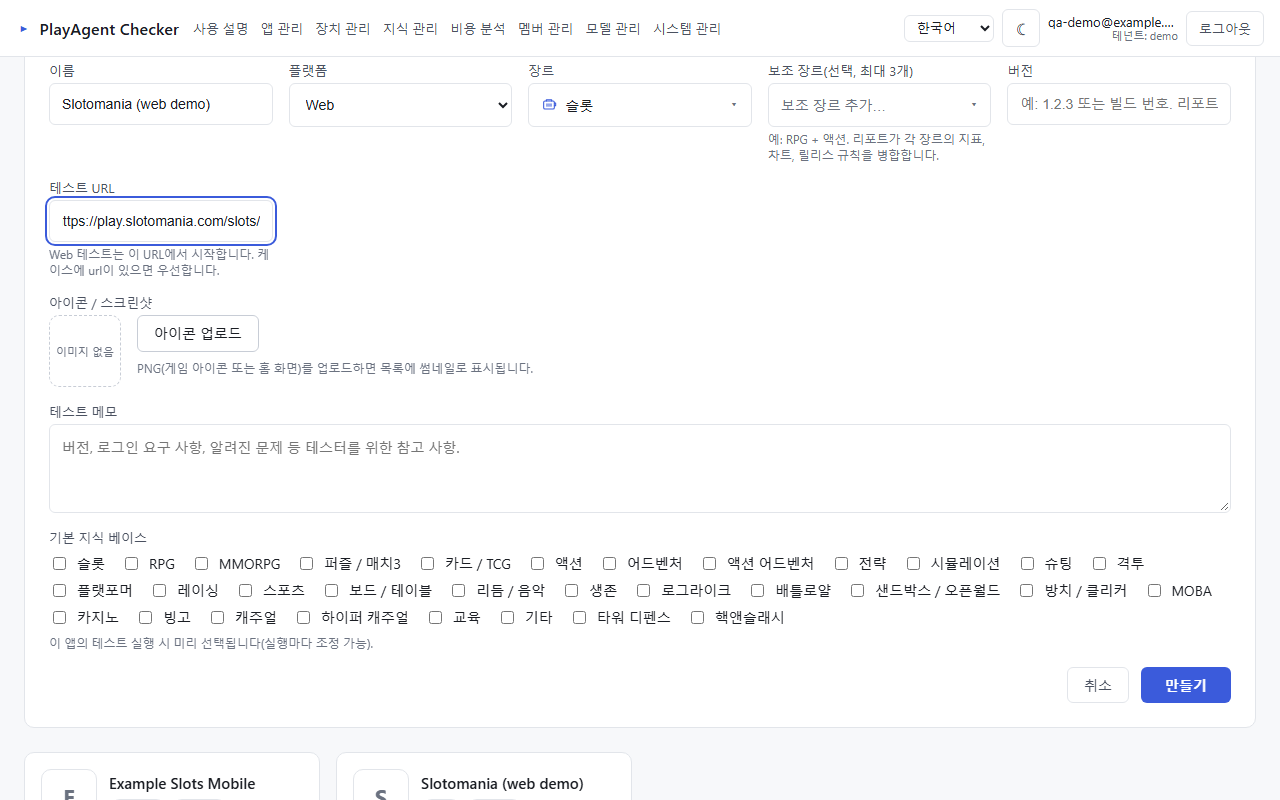 PlayAgent Checker 사용 설명 앱 관리 장치 관리 지식 관리 비용 분석 멤버 관리 모델 관리 시스템 관리 한국어 qa-demo@example.... 로그아웃
테넌트: demo
이름 플랫폼 장르 보조 장르(선택, 최대 3개) 버전
Slotomania (web demo) Web 슬롯 보조 장르 추가... 예: 1.2.3 또는 빌드 번호. 리포트
예: RPG + 액션. 리포트가 각 장르의 지표,
차트, 릴리스 규칙을 병합합니다.
테스트 URL
ttps://play.slotomania.com/slots/
Web 테스트는 이 URL에서 시작합니다. 케
이스에 url이 있으면 우선합니다.
아이콘 / 스크린샷
이미지 없음 아이콘 업로드
PNG(게임 아이콘 또는 홈 화면)를 업로드하면 목록에 썸네일로 표시됩니다.
테스트 메모
버전, 로그인 요구 사항, 알려진 문제 등 테스터를 위한 참고 사항.
기본 지식 베이스
슬롯 RPG MMORPG 퍼즐 / 매치3 카드 / TCG 액션 어드벤처 액션 어드벤처 전략 시뮬레이션 슈팅 격투
플랫포머 레이싱 스포츠 보드 / 테이블 리듬 / 음악 생존 로그라이크 배틀로얄 샌드박스 / 오픈월드 방치 / 클리커 MOBA
카지노 빙고 캐주얼 하이퍼 캐주얼 교육 기타 타워 디펜스 핵앤슬래시
이 앱의 테스트 실행 시 미리 선택됩니다(실행마다 조정 가능).
취소 만들기
E Example Slots Mobile S Slotomania (web demo)